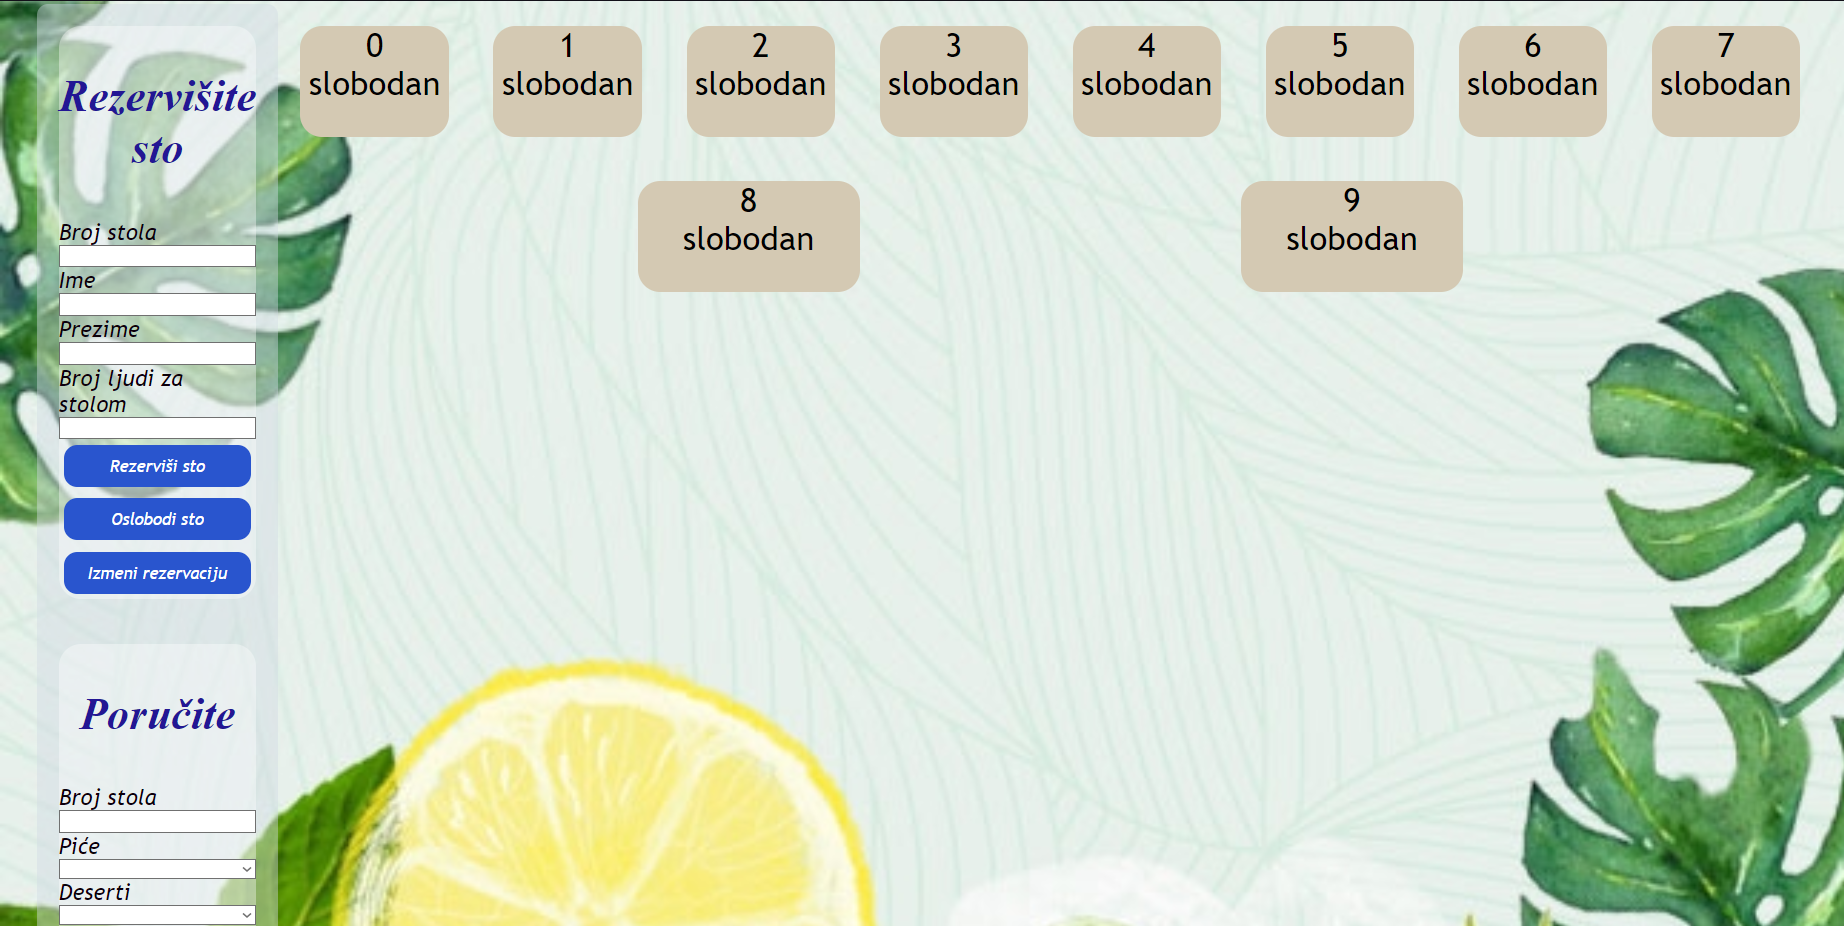 Rezervišite
sto
Broj stola
Ime
Prezime
Broj ljudi za
stolom
Rezerviši sto
Oslobodi sto
Izmeni rezervaciju
Poručite
Broj stola
Piće
Deserti
0
slobodan
1
slobodan
2
slobodan
3
slobodan
4
slobodan
5
slobodan
6
slobodan
7
slobodan
8
slobodan
9
slobodan